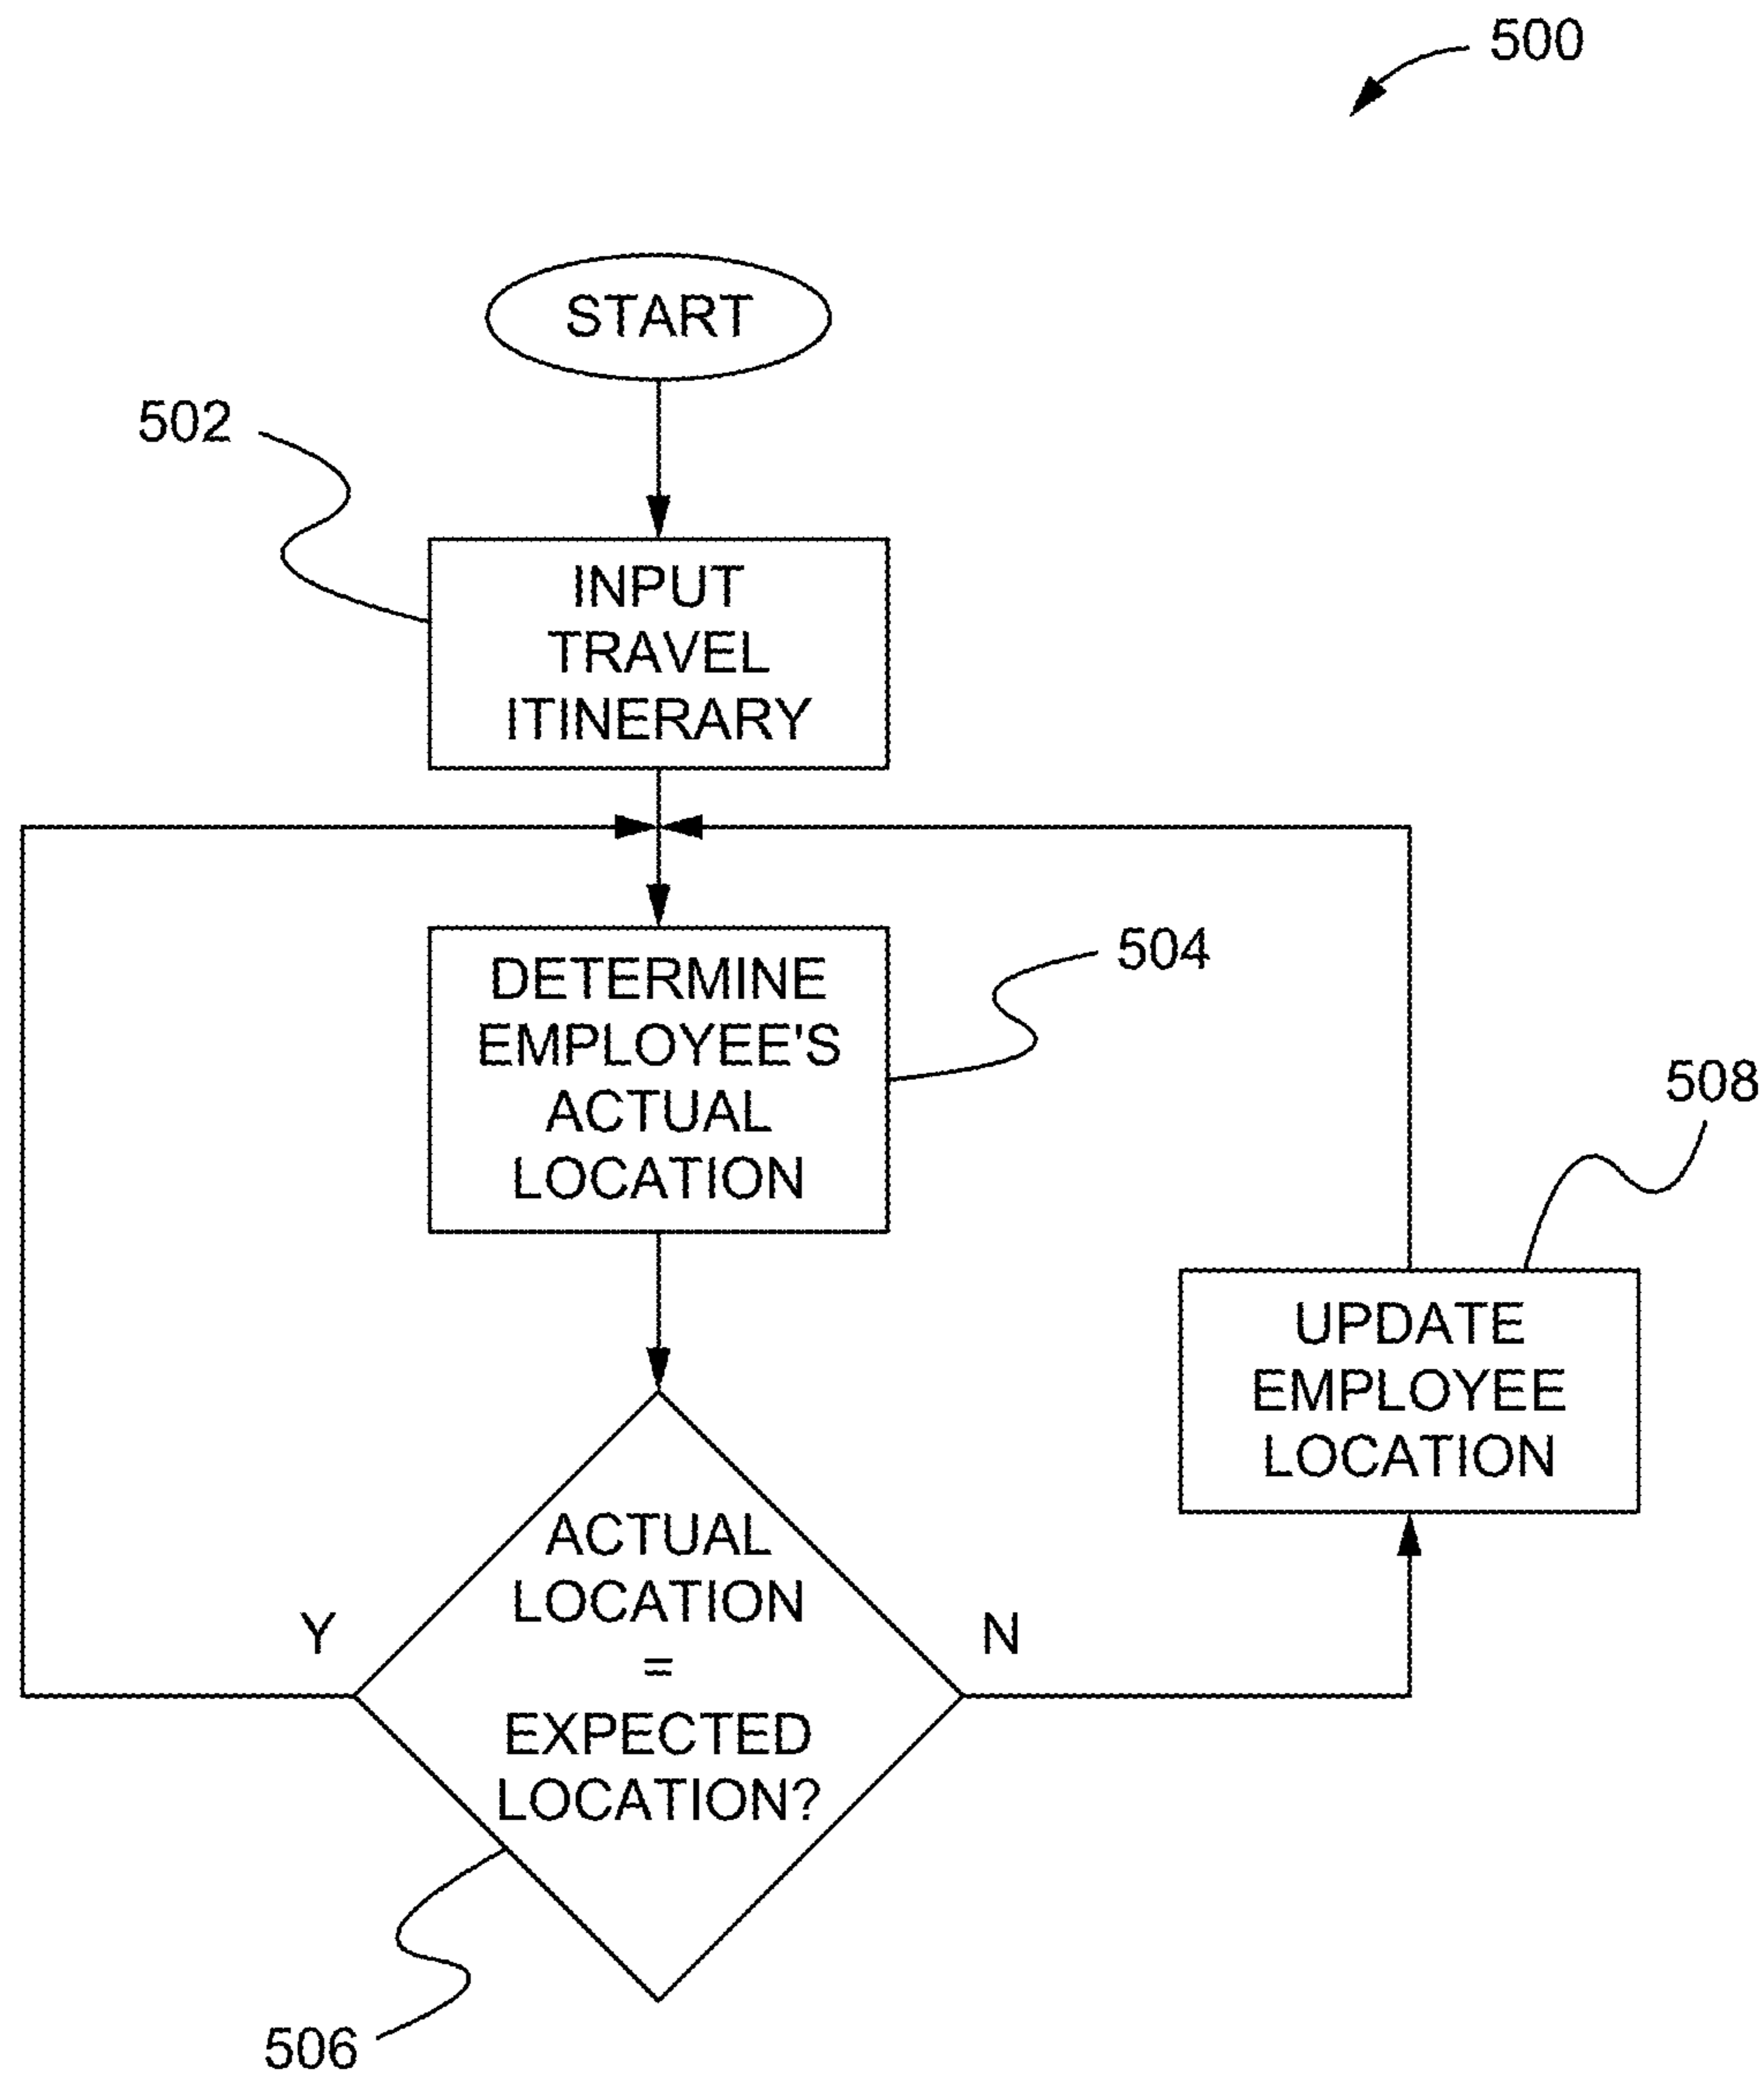 500
START
502
INPUT
TRAVEL
ITINERARY
DETERMINE
EMPLOYEE'S
ACTUAL
LOCATION
504
508
UPDATE
EMPLOYEE
LOCATION
ACTUAL
LOCATION
=
EXPECTED
LOCATION?
Y
N
506